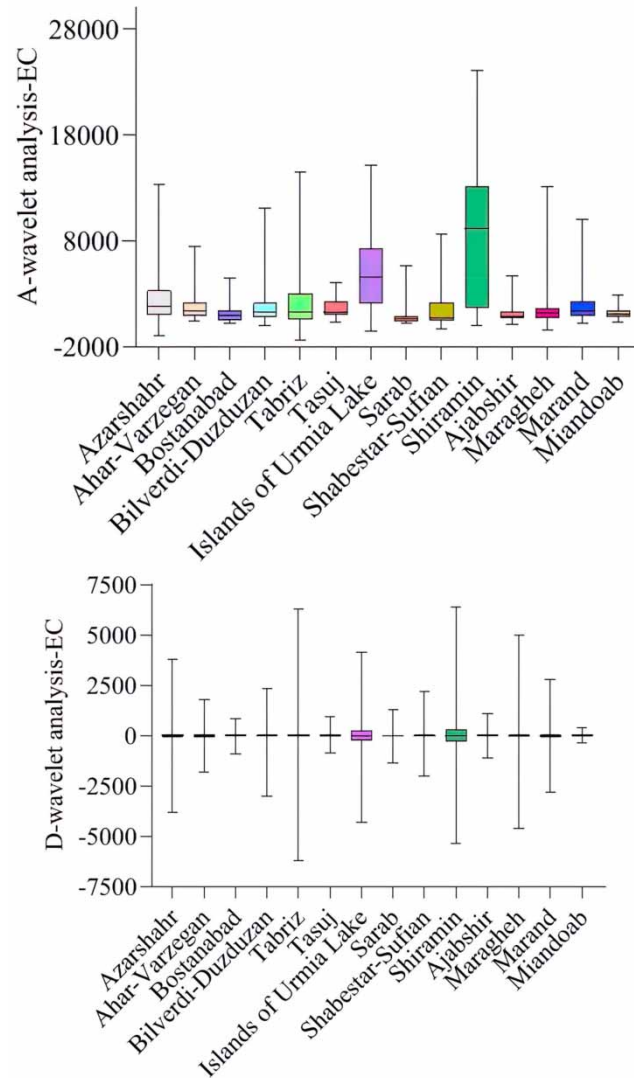 A-wavelet analysis-EC
28000
18000
8000
-2000
Azarshahr
Ahar-Varzegan
Bostanabad
Bilverdi-Duzduzan
Tabriz
Tasuj
Islands of Urmia Lake
Sarab
Shabestar-Sufian
Shiramin
Ajabshir
Maragheh
Marand
Miandoab
D-wavelet analysis-EC
7500
5000
2500
0
-2500
-5000
-7500
Azarshahr
Ahar-Varzegan
Bostanabad
Bilverdi-Duzduzan
Tabriz
Tasuj
Islands of Urmia Lake
Sarab
Shabestar-Sufian
Shiramin
Ajabshir
Maragheh
Marand
Miandoab